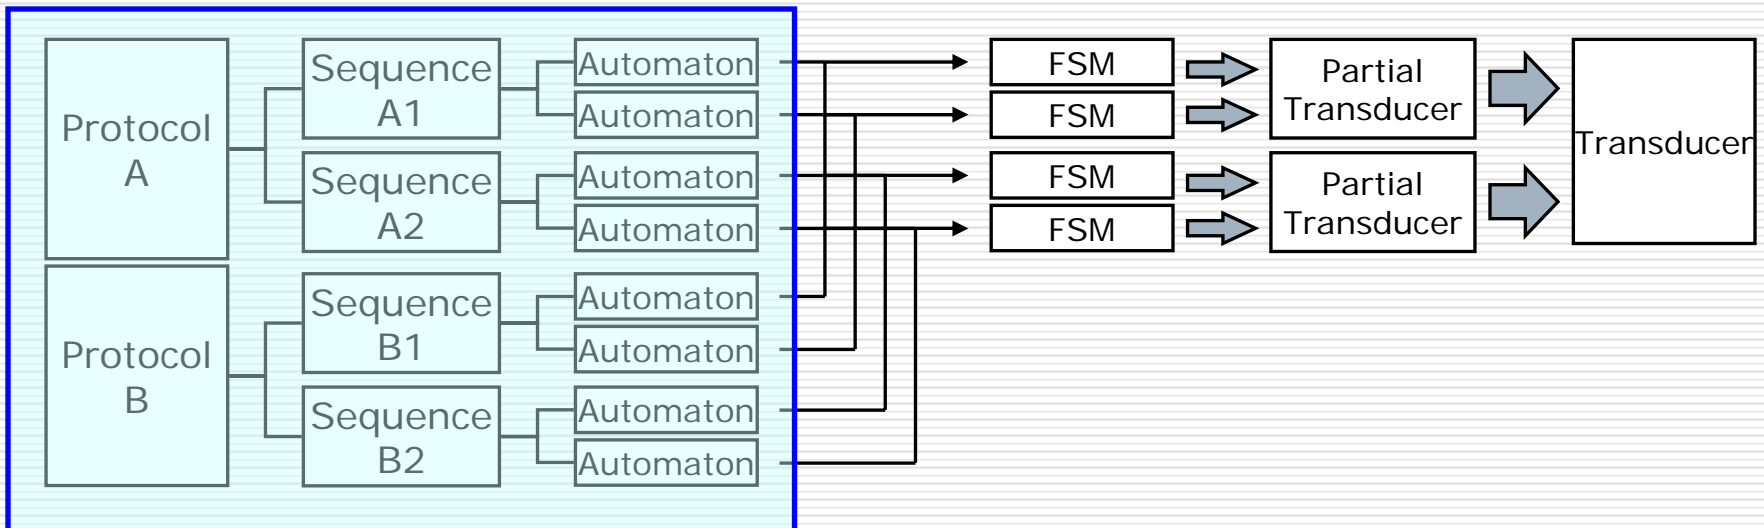 Protocol
A
Protocol
B
Sequence
A1
Sequence
A2
Sequence
B1
Sequence
B2
Automaton
Automaton
Automaton
Automaton
Automaton
Automaton
Automaton
Automaton
FSM
FSM
FSM
FSM
Partial
Transducer
Partial
Transducer
Transducer